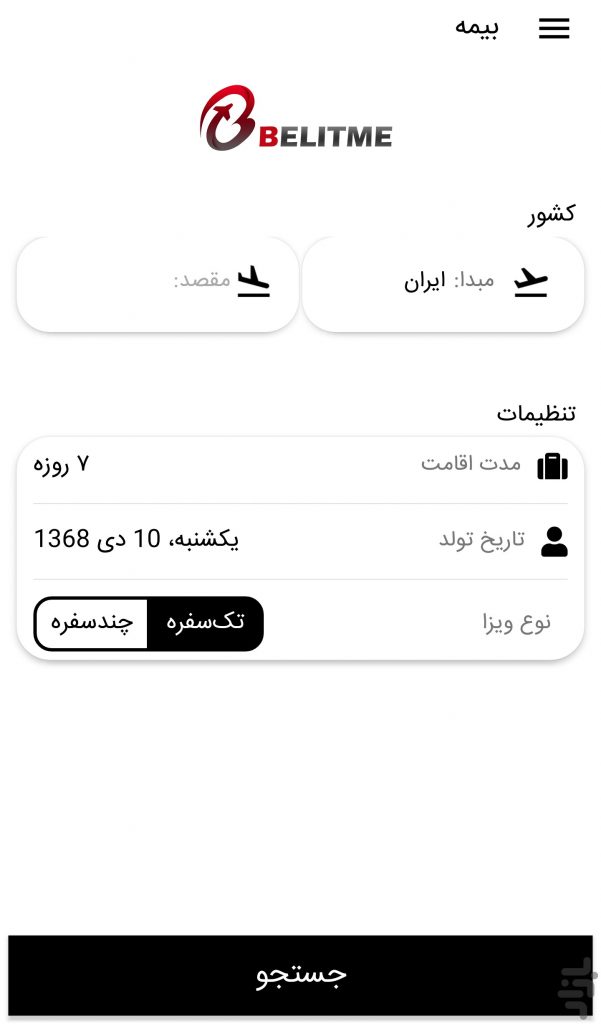 بیمه
BELITME
کشور
مبدا: ایران
مقصد:
تنظیمات
مدت اقامت ۷ روزه
تاریخ تولد یکشنبه، 10 دی 1368
نوع ویزا تک‌سفره چندسفره
جستجو
بازار